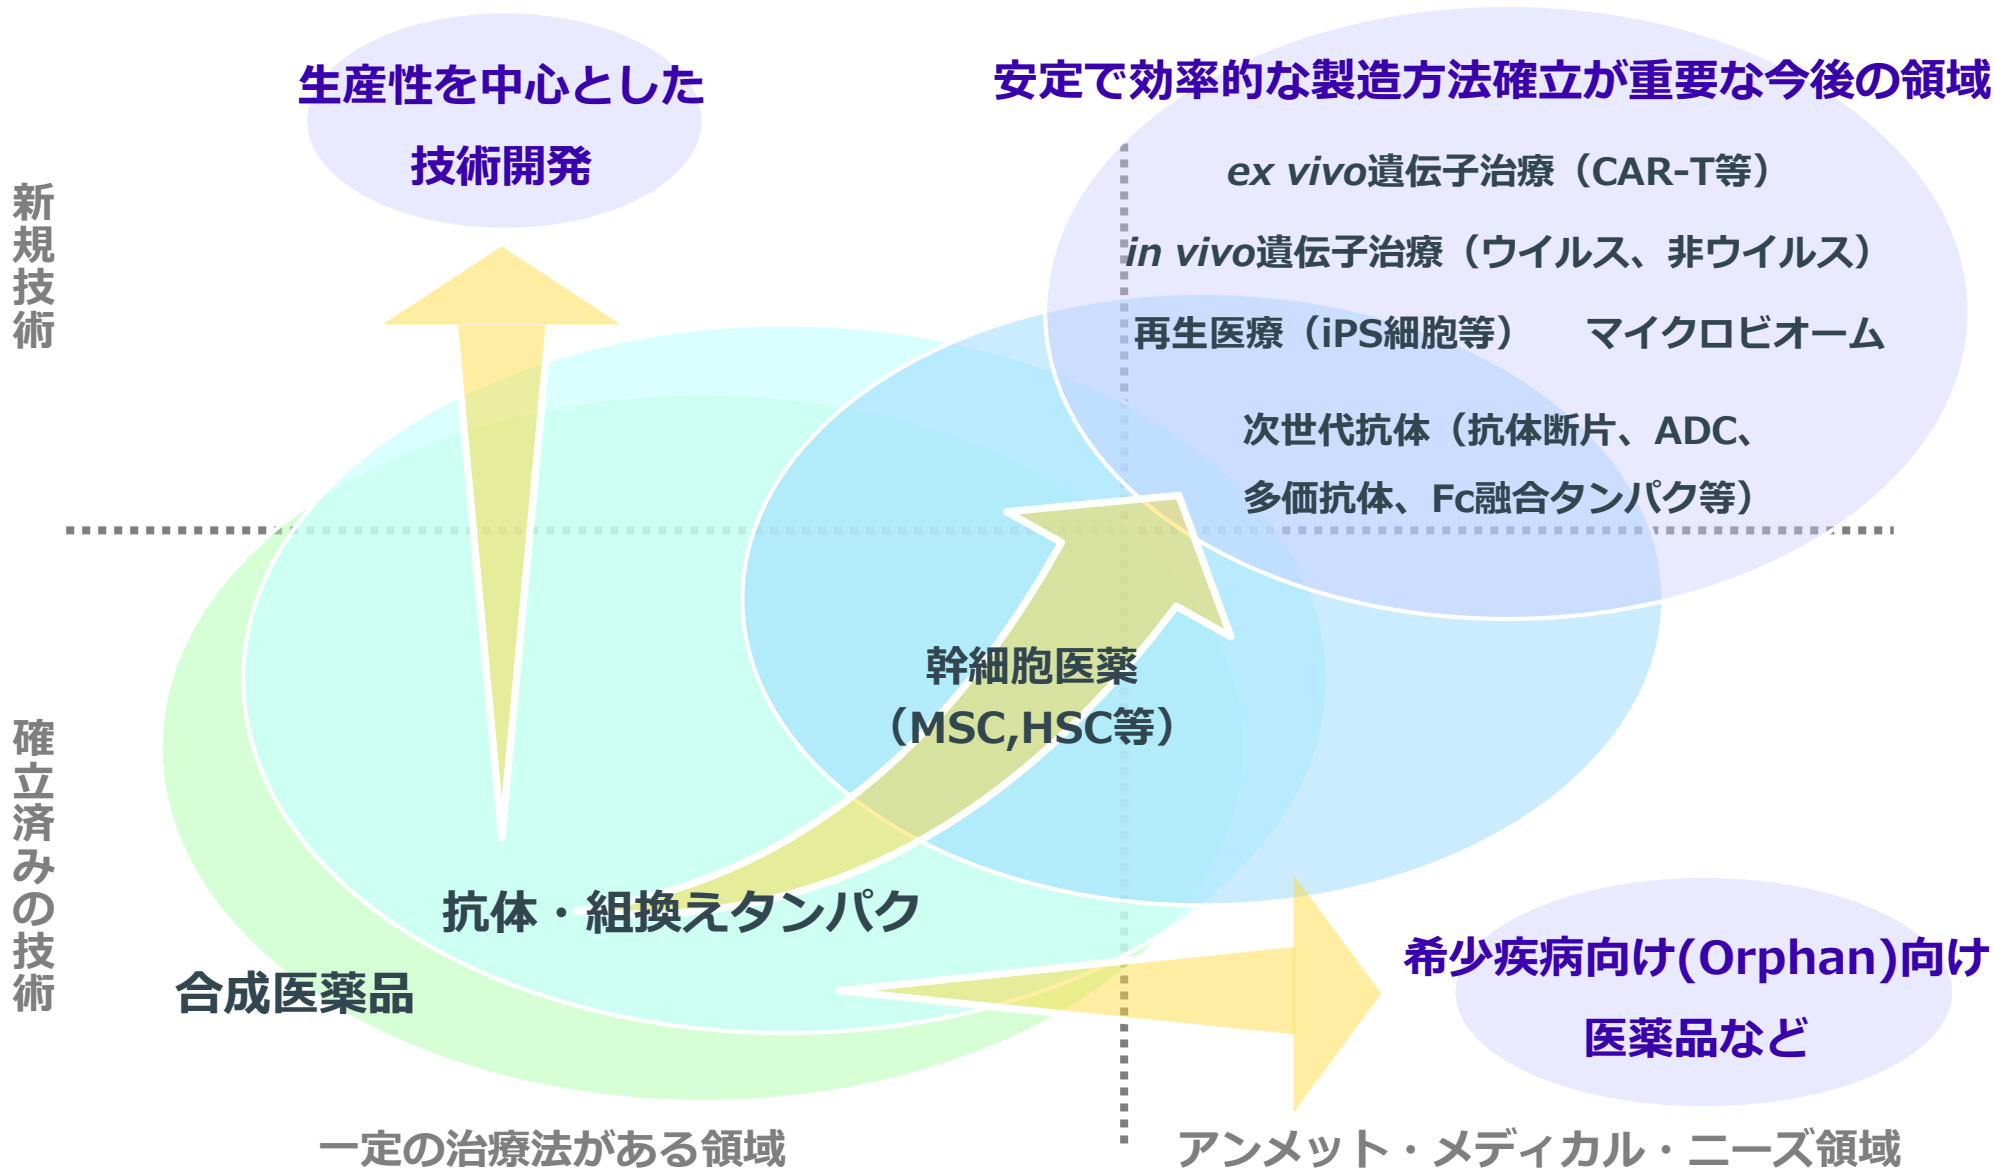 生産性を中心とした
技術開発
安定で効率的な製造方法確立が重要な今後の領域
ex vivo遺伝子治療（CAR-T等）
in vivo遺伝子治療（ウイルス、非ウイルス）
再生医療（iPS細胞等）　マイクロビオーム
次世代抗体（抗体断片、ADC、
多価抗体、Fc融合タンパク等）
新規技術
確立済みの技術
幹細胞医薬
（MSC,HSC等）
抗体・組換えタンパク
合成医薬品
希少疾病向け(Orphan)向け
医薬品など
一定の治療法がある領域
アンメット・メディカル・ニーズ領域